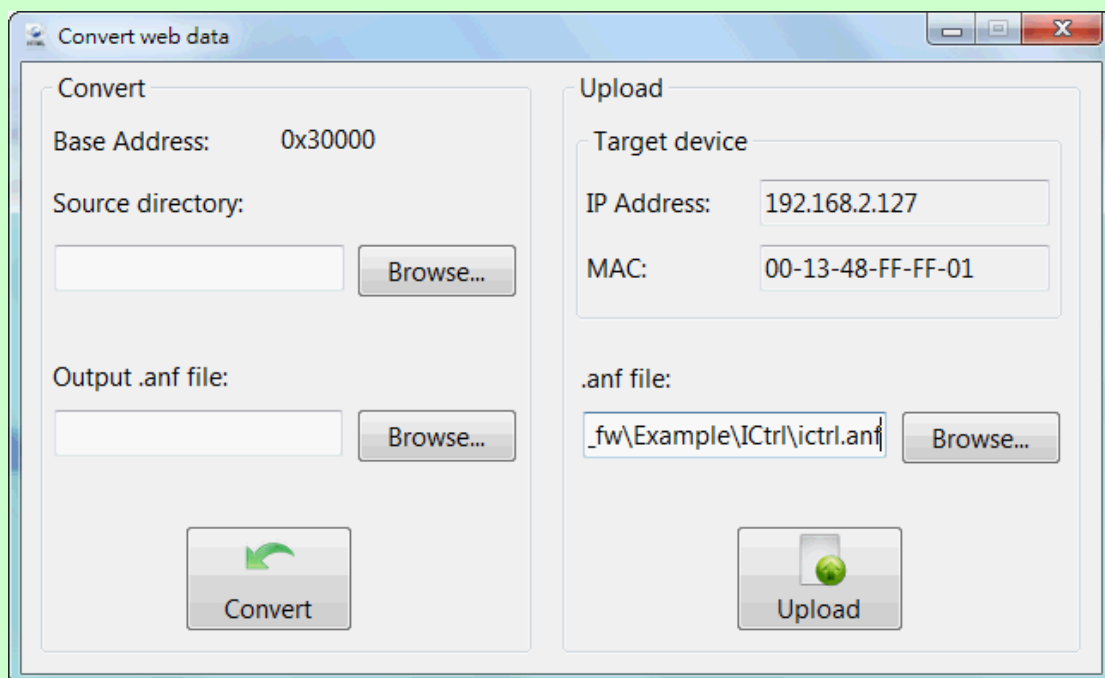 Convert web data
Convert
Base Address: 0x30000
Source directory:
Browse...
Output .anf file:
Browse...
Convert
Upload
Target device
IP Address: 192.168.2.127
MAC: 00-13-48-FF-FF-01
.anf file:
_fw\Example\ICtrl\ictrl.anf
Browse...
Upload